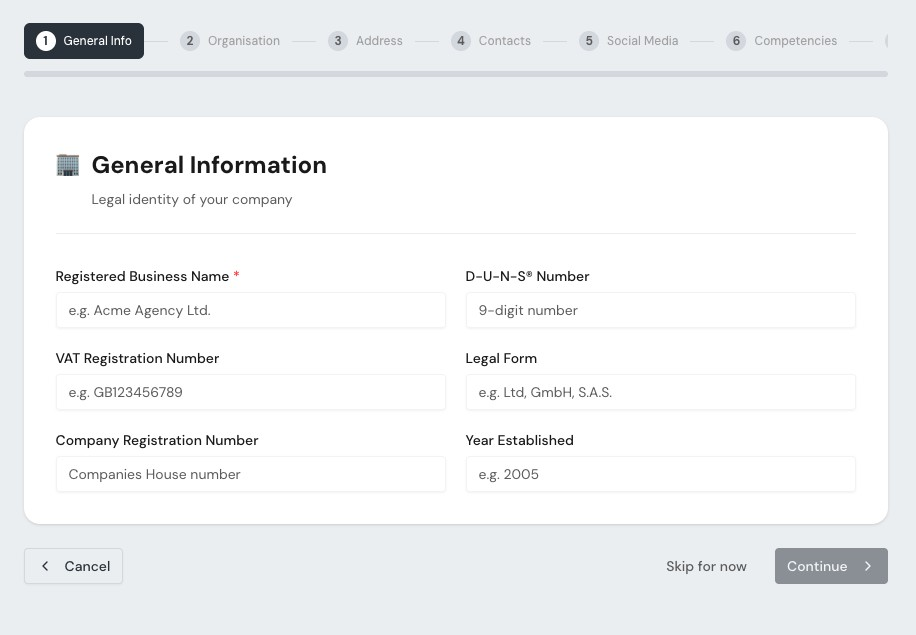 1 General Info 2 Organisation 3 Address 4 Contacts 5 Social Media 6 Competencies
General Information
Legal identity of your company
Registered Business Name * D-U-N-S® Number
e.g. Acme Agency Ltd. 9-digit number
VAT Registration Number Legal Form
e.g. GB123456789 e.g. Ltd, GmbH, S.A.S.
Company Registration Number Year Established
Companies House number e.g. 2005
Cancel Skip for now Continue